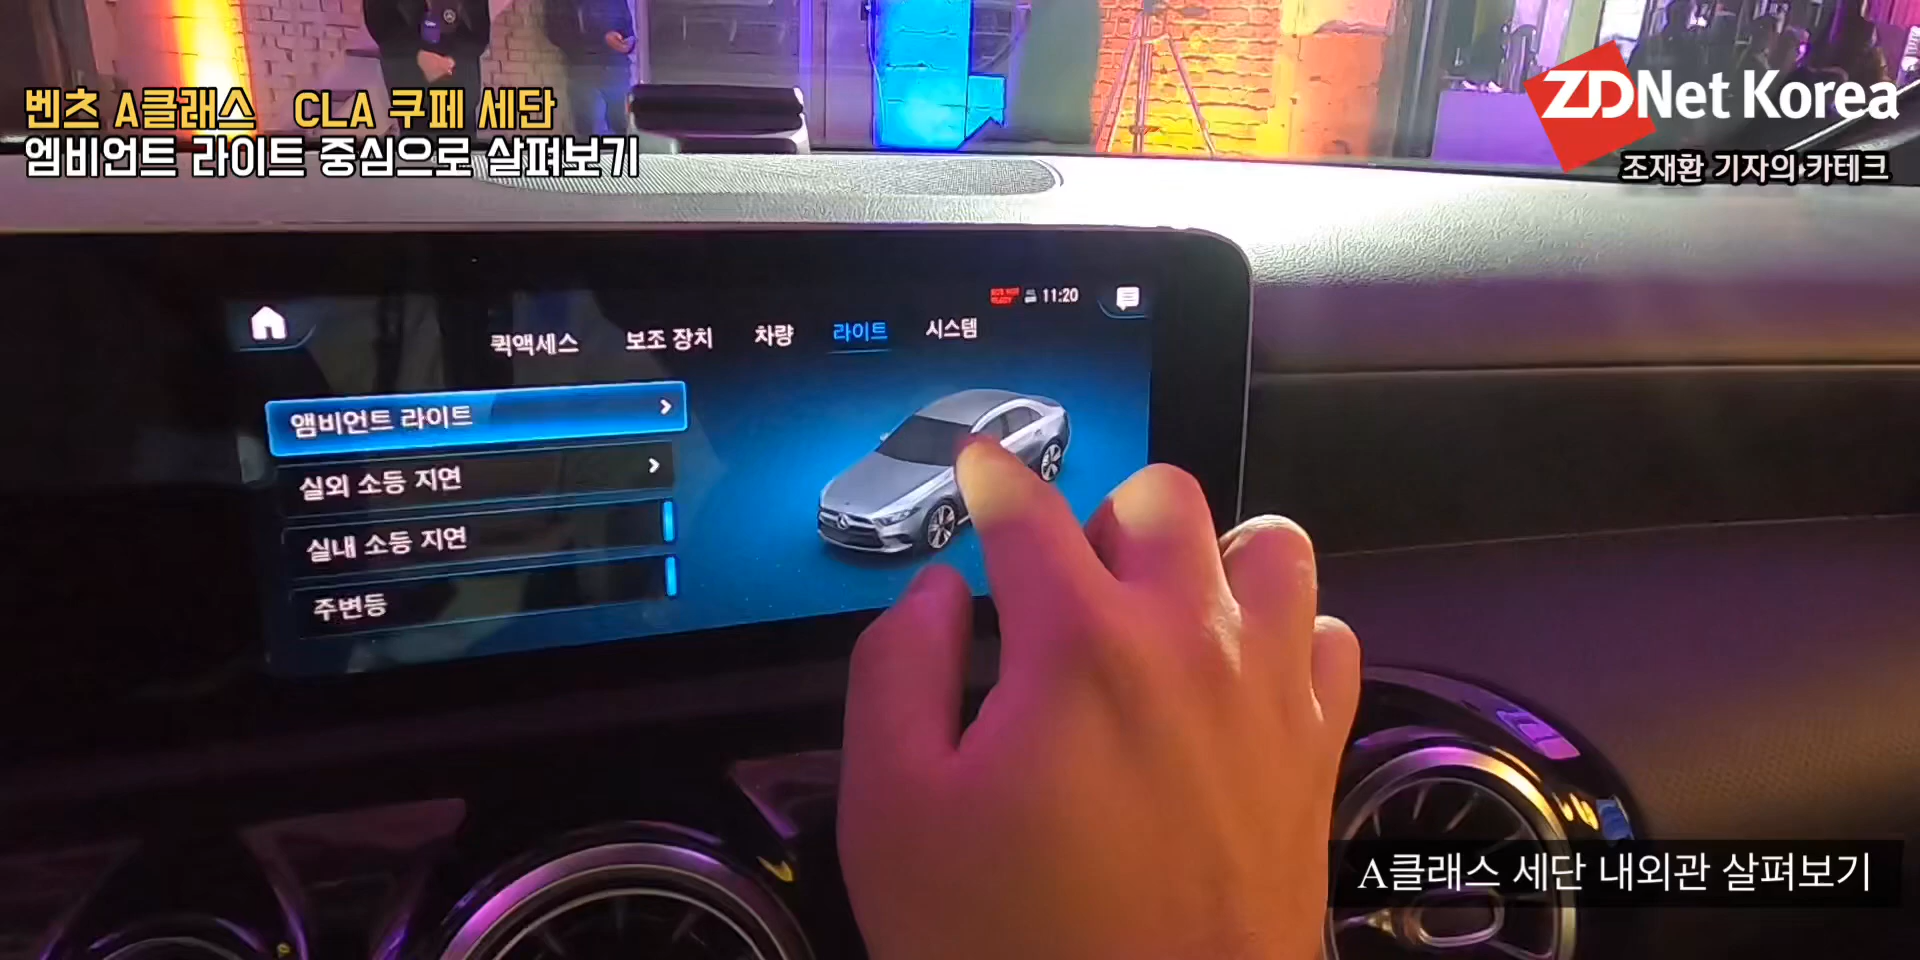 벤츠 A클래스 CLA 쿠페 세단
엠비언트 라이트 중심으로 살펴보기
ZDNet Korea
조재환 기자의 카테크
11:20
퀵액세스 보조 장치 차량 라이트 시스템
앰비언트 라이트
실외 소등 지연
실내 소등 지연
주변등
A클래스 세단 내외관 살펴보기